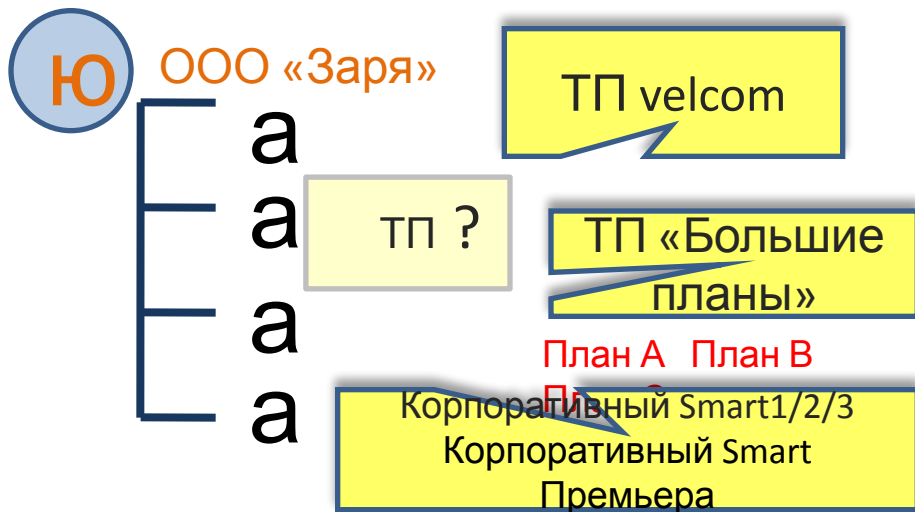 Ю
ООО «Заря»
ТП velcom
а
а
ТП ?
ТП «Большие
планы»
а
План А План В
Корпоративный Smart1/2/3
а
Корпоративный Smart
Премьера